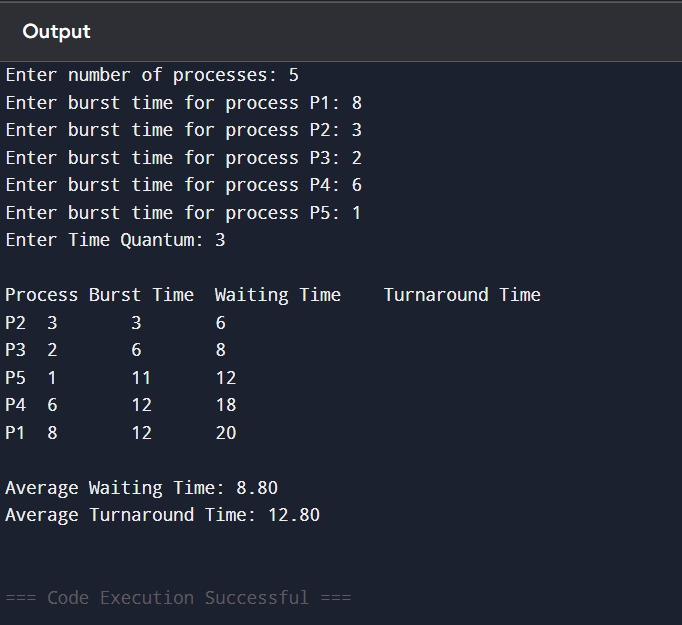 Output
Enter number of processes: 5
Enter burst time for process P1: 8
Enter burst time for process P2: 3
Enter burst time for process P3: 2
Enter burst time for process P4: 6
Enter burst time for process P5: 1
Enter Time Quantum: 3
Process Burst Time  Waiting Time    Turnaround Time
P2  3       3       6
P3  2       6       8
P5  1       11      12
P4  6       12      18
P1  8       12      20
Average Waiting Time: 8.80
Average Turnaround Time: 12.80
=== Code Execution Successful ===